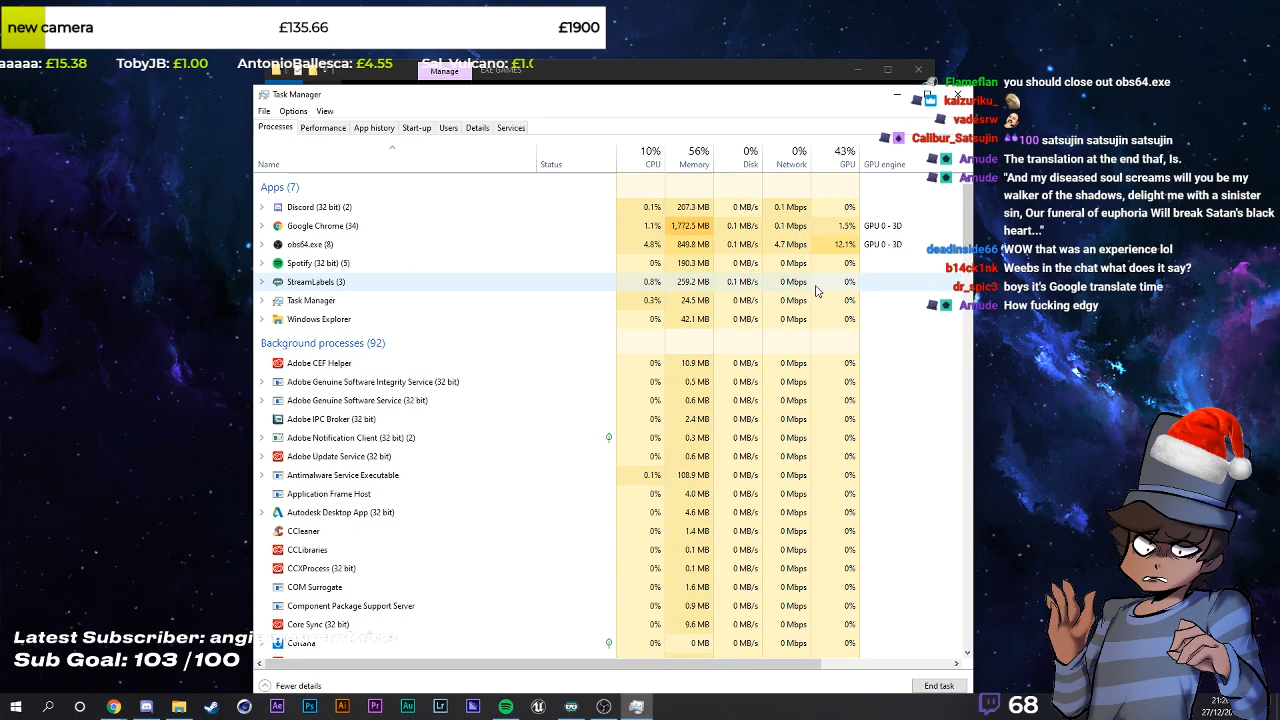 new camera £135.66 £1900
aaaaa: £15.38 TobyJB: £1.00 AntonioBallesca: £4.55 Sal_Vulcano: £1.0
Manage EXE GAMES
Task Manager
File Options View
Processes Performance App history Start-up Users Details Services
10% 56% 0% 0% 43%
Name Status CPU Memory Disk Network GPU GPU engine
Apps (7)
Discord (32 bit) (2) 0.1% 207.3 MB 0 MB/s 0.1 Mbps 0%
Google Chrome (34) 1.1% 1,772.5 MB 0.1 MB/s 0.1 Mbps 1.5% GPU 0 - 3D
obs64.exe (8) 4.8% 849.8 MB 0.1 MB/s 4.7 Mbps 12.1% GPU 0 - 3D
Spotify (32 bit) (5) 0% 190.3 MB 0 MB/s 0 Mbps 0%
StreamLabels (3) 0.8% 259.2 MB 0.1 MB/s 0 Mbps 0%
Task Manager 0.3% 24.5 MB 0 MB/s 0 Mbps 0%
Windows Explorer 0% 42.1 MB 0 MB/s 0 Mbps 0%
Background processes (92)
Adobe CEF Helper 0% 10.9 MB 0 MB/s 0 Mbps 0%
Adobe Genuine Software Integrity Service (32 bit) 0% 0.5 MB 0 MB/s 0 Mbps 0%
Adobe Genuine Software Service (32 bit) 0% 0.6 MB 0 MB/s 0 Mbps 0%
Adobe IPC Broker (32 bit) 0% 2.4 MB 0 MB/s 0 Mbps 0%
Adobe Notification Client (32 bit) (2) 0% 0.3 MB 0 MB/s 0 Mbps 0%
Adobe Update Service (32 bit) 0% 0.6 MB 0 MB/s 0 Mbps 0%
Antimalware Service Executable 0.1% 108.9 MB 0 MB/s 0 Mbps 0%
Application Frame Host 0% 4.0 MB 0 MB/s 0 Mbps 0%
Autodesk Desktop App (32 bit) 0% 4.6 MB 0 MB/s 0 Mbps 0%
CCleaner 0% 1.4 MB 0 MB/s 0 Mbps 0%
CCLibraries 0% 0.1 MB 0 MB/s 0 Mbps 0%
CCXProcess (32 bit) 0% 0.1 MB 0 MB/s 0 Mbps 0%
COM Surrogate 0% 1.6 MB 0 MB/s 0 Mbps 0%
Component Package Support Server 0% 0.9 MB 0 MB/s 0 Mbps 0%
Core Sync (32 bit) 0% 9.6 MB 0 MB/s 0 Mbps 0%
Cortana 0% 0 MB 0 MB/s 0 Mbps 0%
Fewer details End task
Flameflan you should close out obs64.exe
kaizuriku_
vadesrw
Calibur_Satsujin 100 satsujin satsujin satsujin
Amude The translation at the end thaf, Is.
Amude "And my diseased soul screams will you be my
walker of the shadows, delight me with a sinister
sin, Our funeral of euphoria Will break Satan's black
heart..."
deadinside66 WOW that was an experience lol
b14ck1nk Weebs in the chat what does it say?
dr_spic3 boys it's Google translate time
Amude How fucking edgy
Latest Subscriber: angi
Sub Goal: 103 /100
Ae Ps Ai Pr Au Lr
68
27/12/20